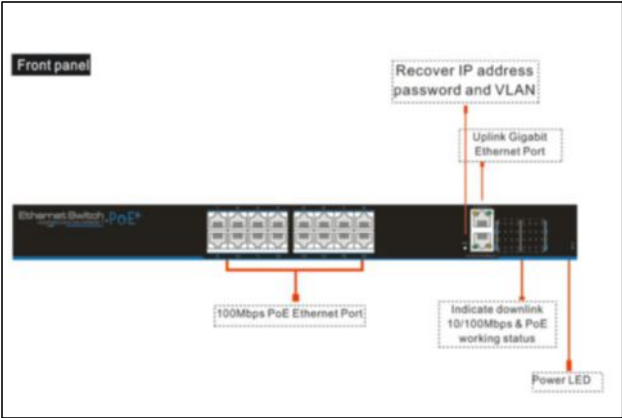 Front panel
Recover IP address
password and VLAN
Uplink Gigabit
Ethernet Port
Ethernet Switch PoE+
100Mbps PoE Ethernet Port
Indicate downlink
10/100Mbps & PoE
working status
Power LED